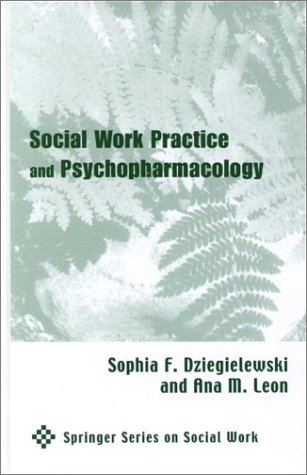 Social Work Practice
and Psychopharmacology
Sophia F. Dziegielewski
and Ana M. Leon
Springer Series on Social Work